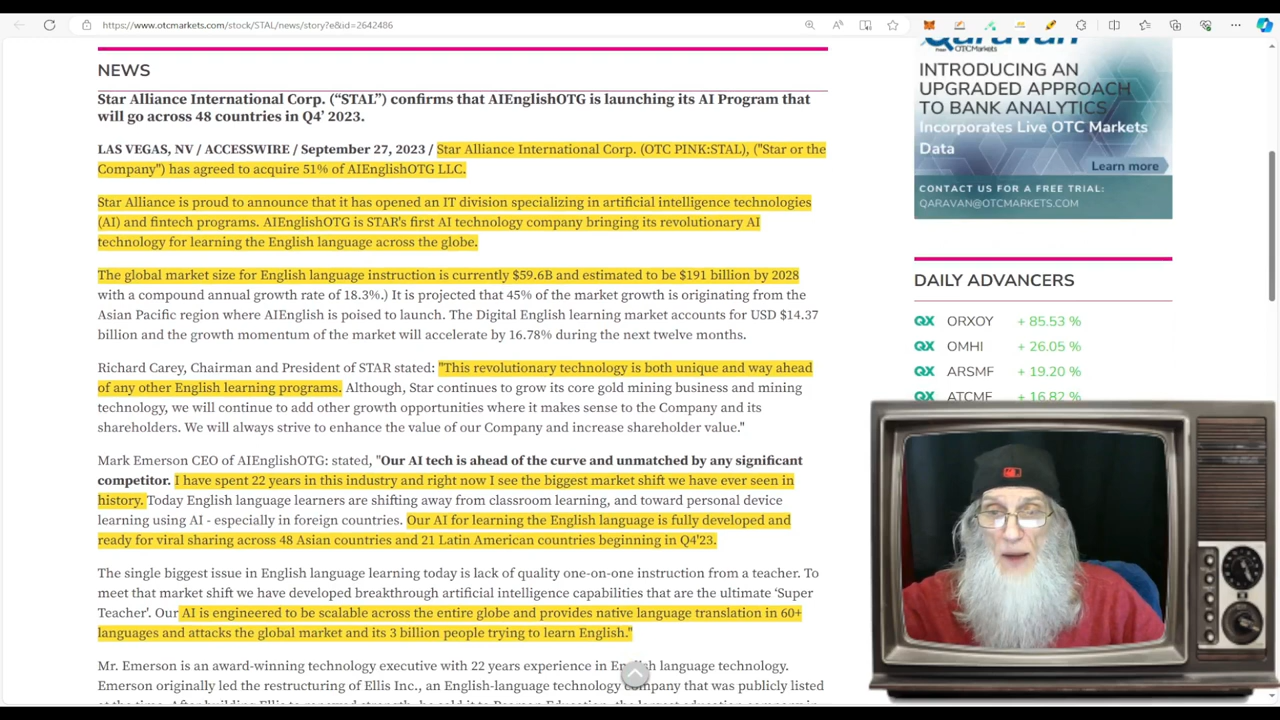 https://www.otcmarkets.com/stock/STAL/news/story?e&id=2642486
NEWS
Star Alliance International Corp. (“STAL”) confirms that AIEnglishOTG is launching its AI Program that
will go across 48 countries in Q4’ 2023.
LAS VEGAS, NV / ACCESSWIRE / September 27, 2023 / Star Alliance International Corp. (OTC PINK:STAL), ("Star or the
Company") has agreed to acquire 51% of AIEnglishOTG LLC.
Star Alliance is proud to announce that it has opened an IT division specializing in artificial intelligence technologies
(AI) and fintech programs. AIEnglishOTG is STAR's first AI technology company bringing its revolutionary AI
technology for learning the English language across the globe.
The global market size for English language instruction is currently $59.6B and estimated to be $191 billion by 2028
with a compound annual growth rate of 18.3%.) It is projected that 45% of the market growth is originating from the
Asian Pacific region where AIEnglish is poised to launch. The Digital English learning market accounts for USD $14.37
billion and the growth momentum of the market will accelerate by 16.78% during the next twelve months.
Richard Carey, Chairman and President of STAR stated: "This revolutionary technology is both unique and way ahead
of any other English learning programs. Although, Star continues to grow its core gold mining business and mining
technology, we will continue to add other growth opportunities where it makes sense to the Company and its
shareholders. We will always strive to enhance the value of our Company and increase shareholder value."
Mark Emerson CEO of AIEnglishOTG: stated, "Our AI tech is ahead of the curve and unmatched by any significant
competitor. I have spent 22 years in this industry and right now I see the biggest market shift we have ever seen in
history. Today English language learners are shifting away from classroom learning, and toward personal device
learning using AI - especially in foreign countries. Our AI for learning the English language is fully developed and
ready for viral sharing across 48 Asian countries and 21 Latin American countries beginning in Q4'23.
The single biggest issue in English language learning today is lack of quality one-on-one instruction from a teacher. To
meet that market shift we have developed breakthrough artificial intelligence capabilities that are the ultimate ‘Super
Teacher’. Our AI is engineered to be scalable across the entire globe and provides native language translation in 60+
languages and attacks the global market and its 3 billion people trying to learn English."
Mr. Emerson is an award-winning technology executive with 22 years experience in English language technology.
Emerson originally led the restructuring of Ellis Inc., an English-language technology company that was publicly listed
Qaravan
From OTCMarkets
INTRODUCING AN
UPGRADED APPROACH
TO BANK ANALYTICS
Incorporates Live OTC Markets
Data
Learn more
CONTACT US FOR A FREE TRIAL:
QARAVAN@OTCMARKETS.COM
DAILY ADVANCERS
QX ORXOY + 85.53 %
QX OMHI + 26.05 %
QX ARSMF + 19.20 %
QX ATCMF + 16.82 %